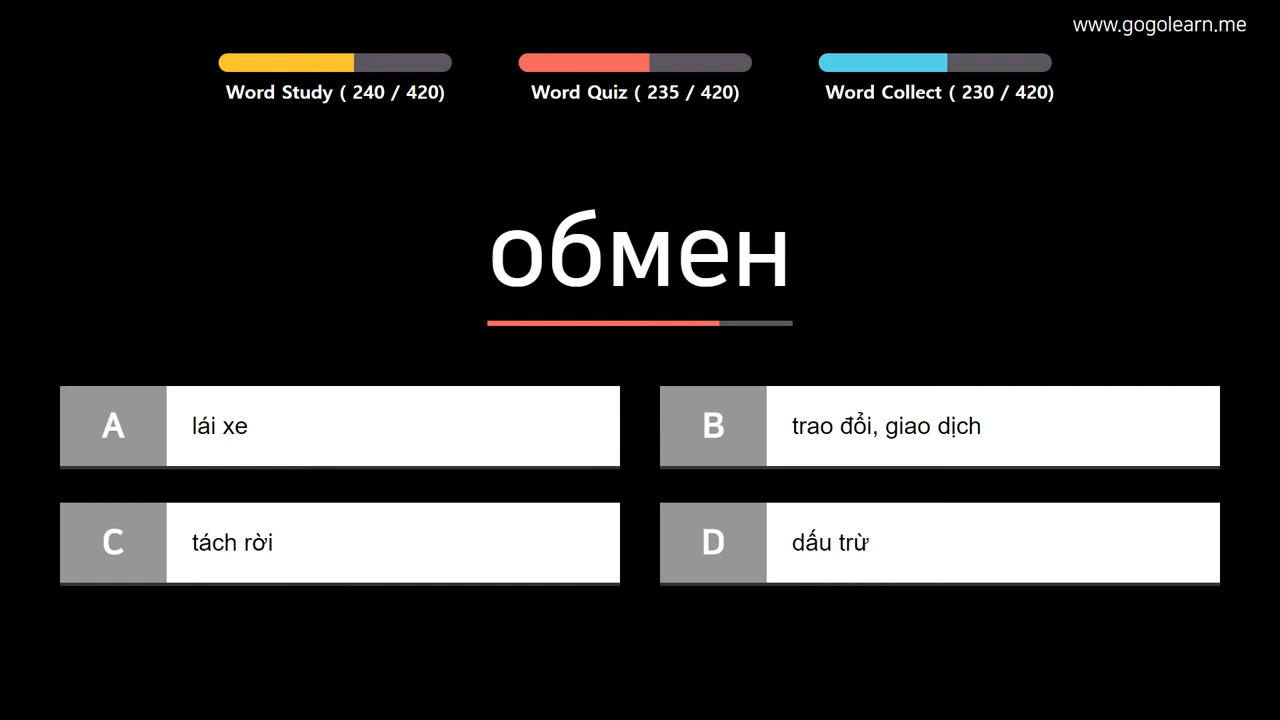 www.gogolearn.me
Word Study ( 240 / 420)
Word Quiz ( 235 / 420)
Word Collect ( 230 / 420)
обмен
A
lái xe
B
trao đổi, giao dịch
C
tách rời
D
dấu trừ